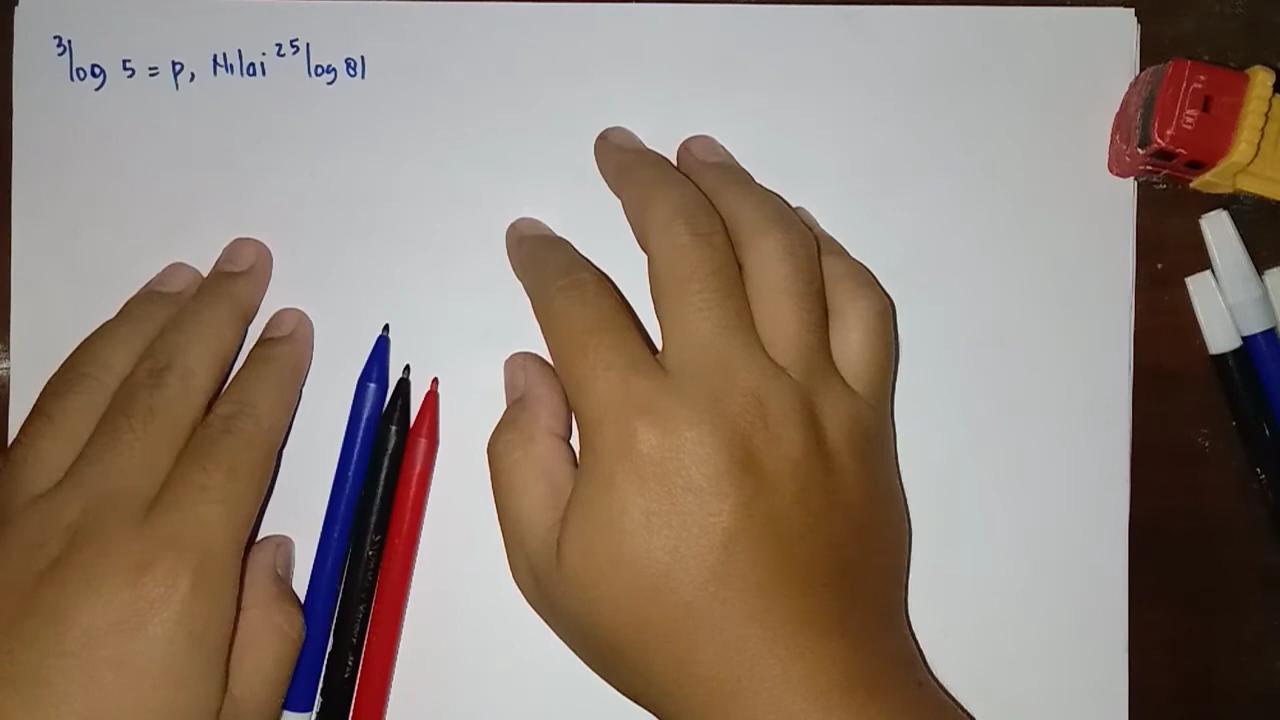 ³log 5 = p, Nilai ²⁵log 81